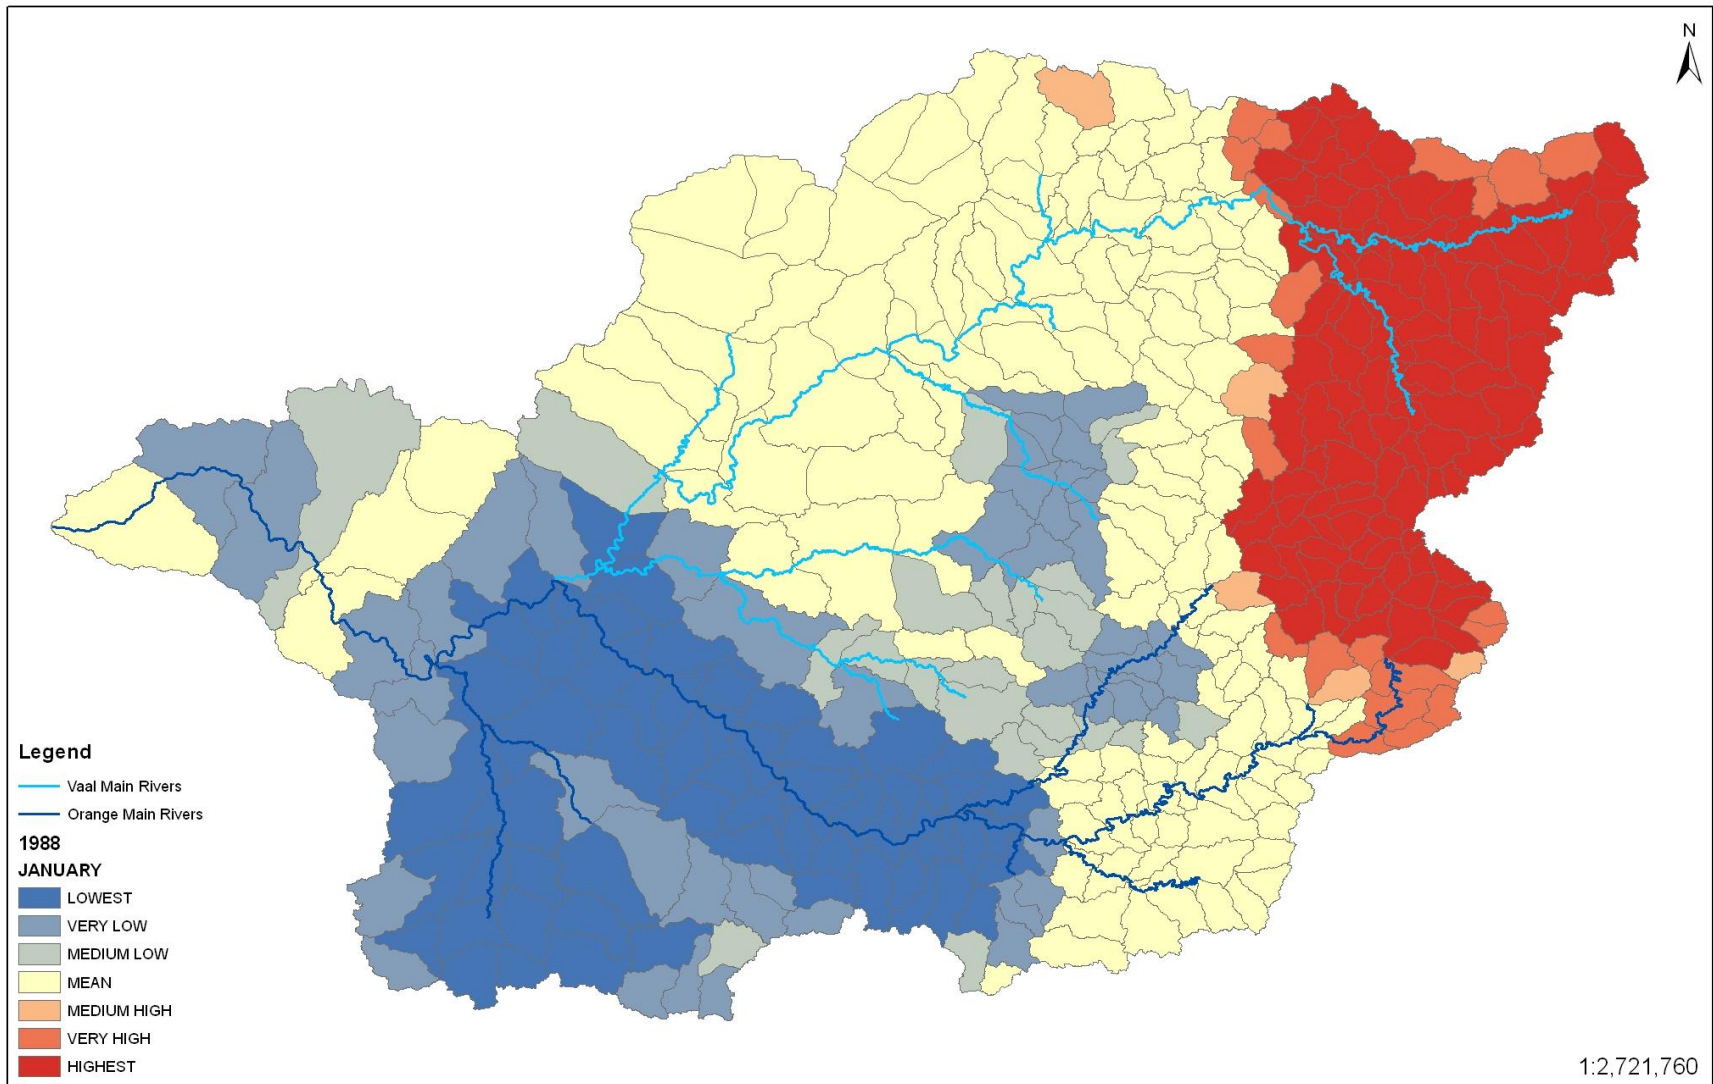 N
Legend
Vaal Main Rivers
Orange Main Rivers
1988
JANUARY
LOWEST
VERY LOW
MEDIUM LOW
MEAN
MEDIUM HIGH
VERY HIGH
HIGHEST
1:2,721,760